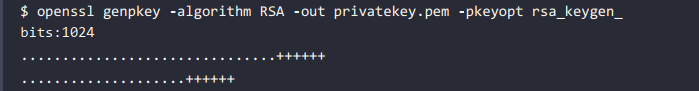 $ openssl genpkey -algorithm RSA -out privatekey.pem -pkeyopt rsa_keygen_
bits:1024
...............................++++++
....................++++++